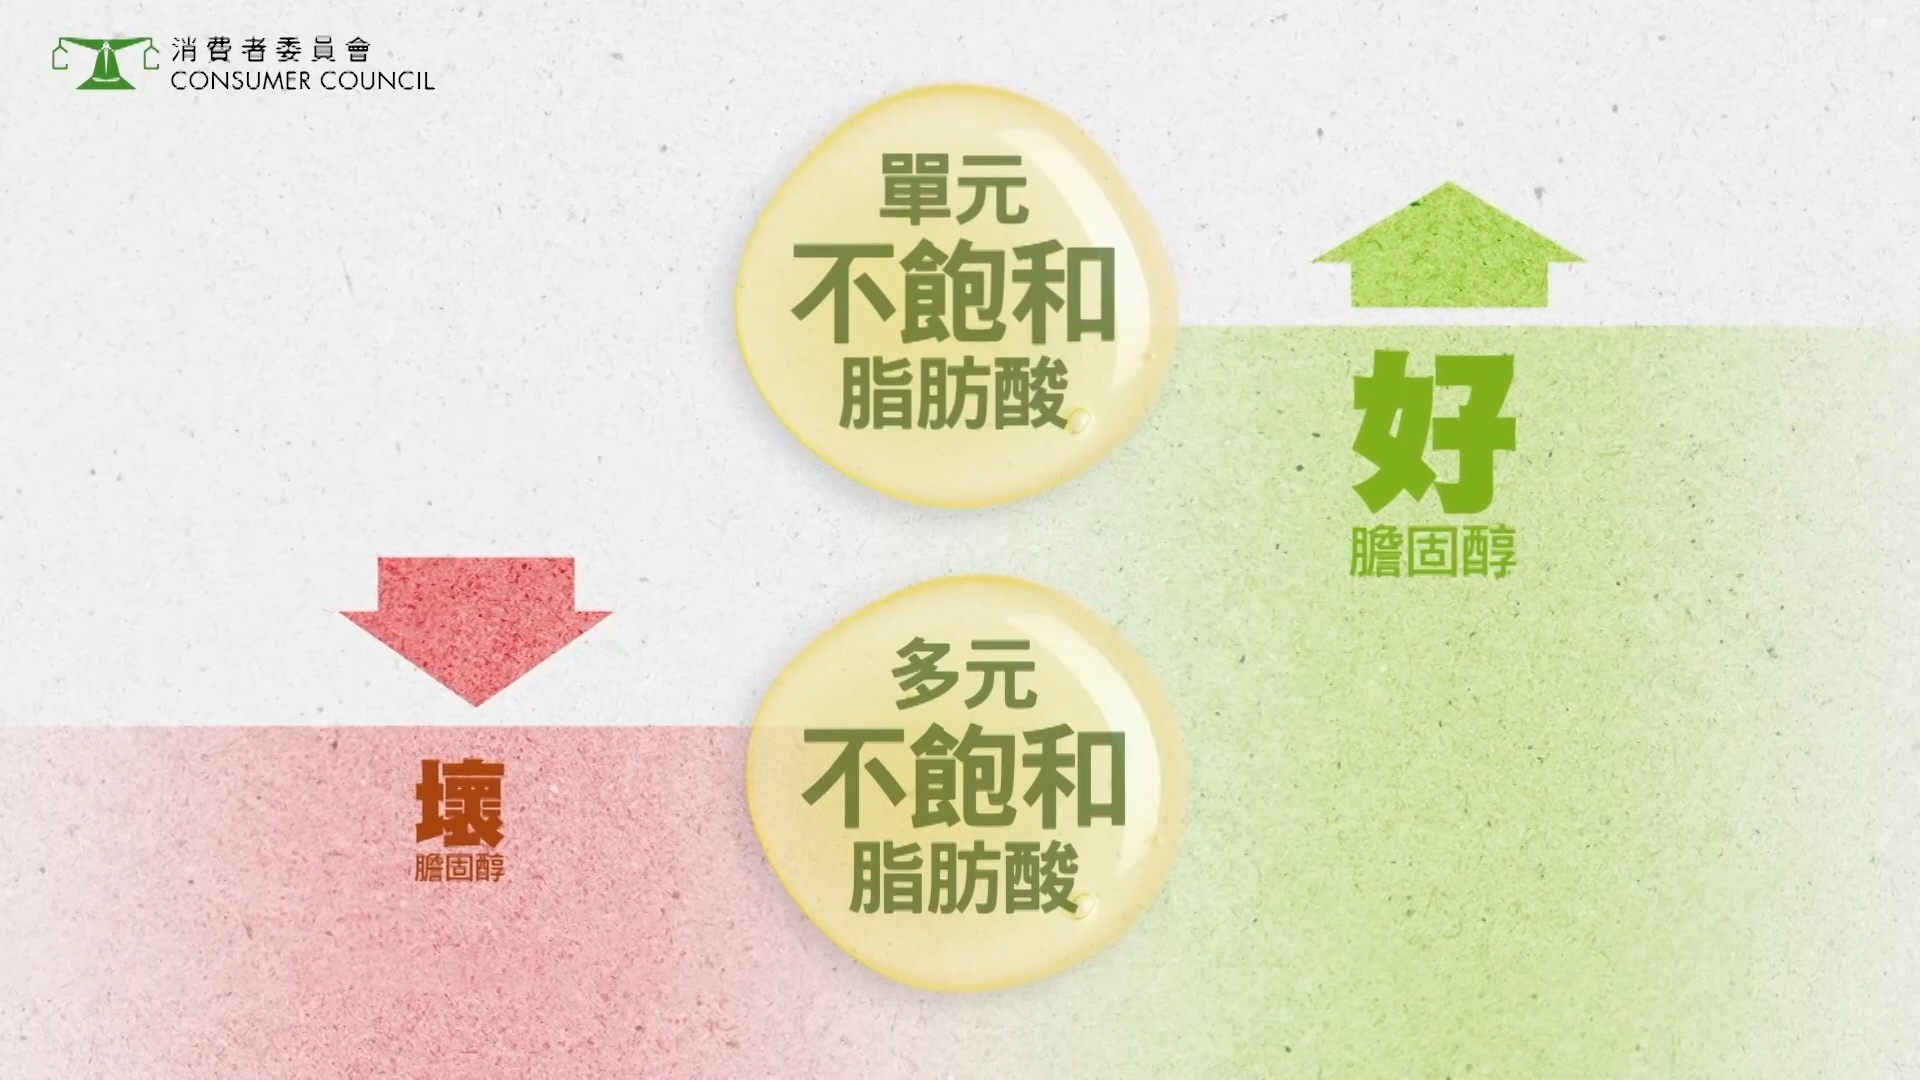 消費者委員會
CONSUMER COUNCIL
單元
不飽和
脂肪酸
好
膽固醇
多元
不飽和
脂肪酸
壞
膽固醇